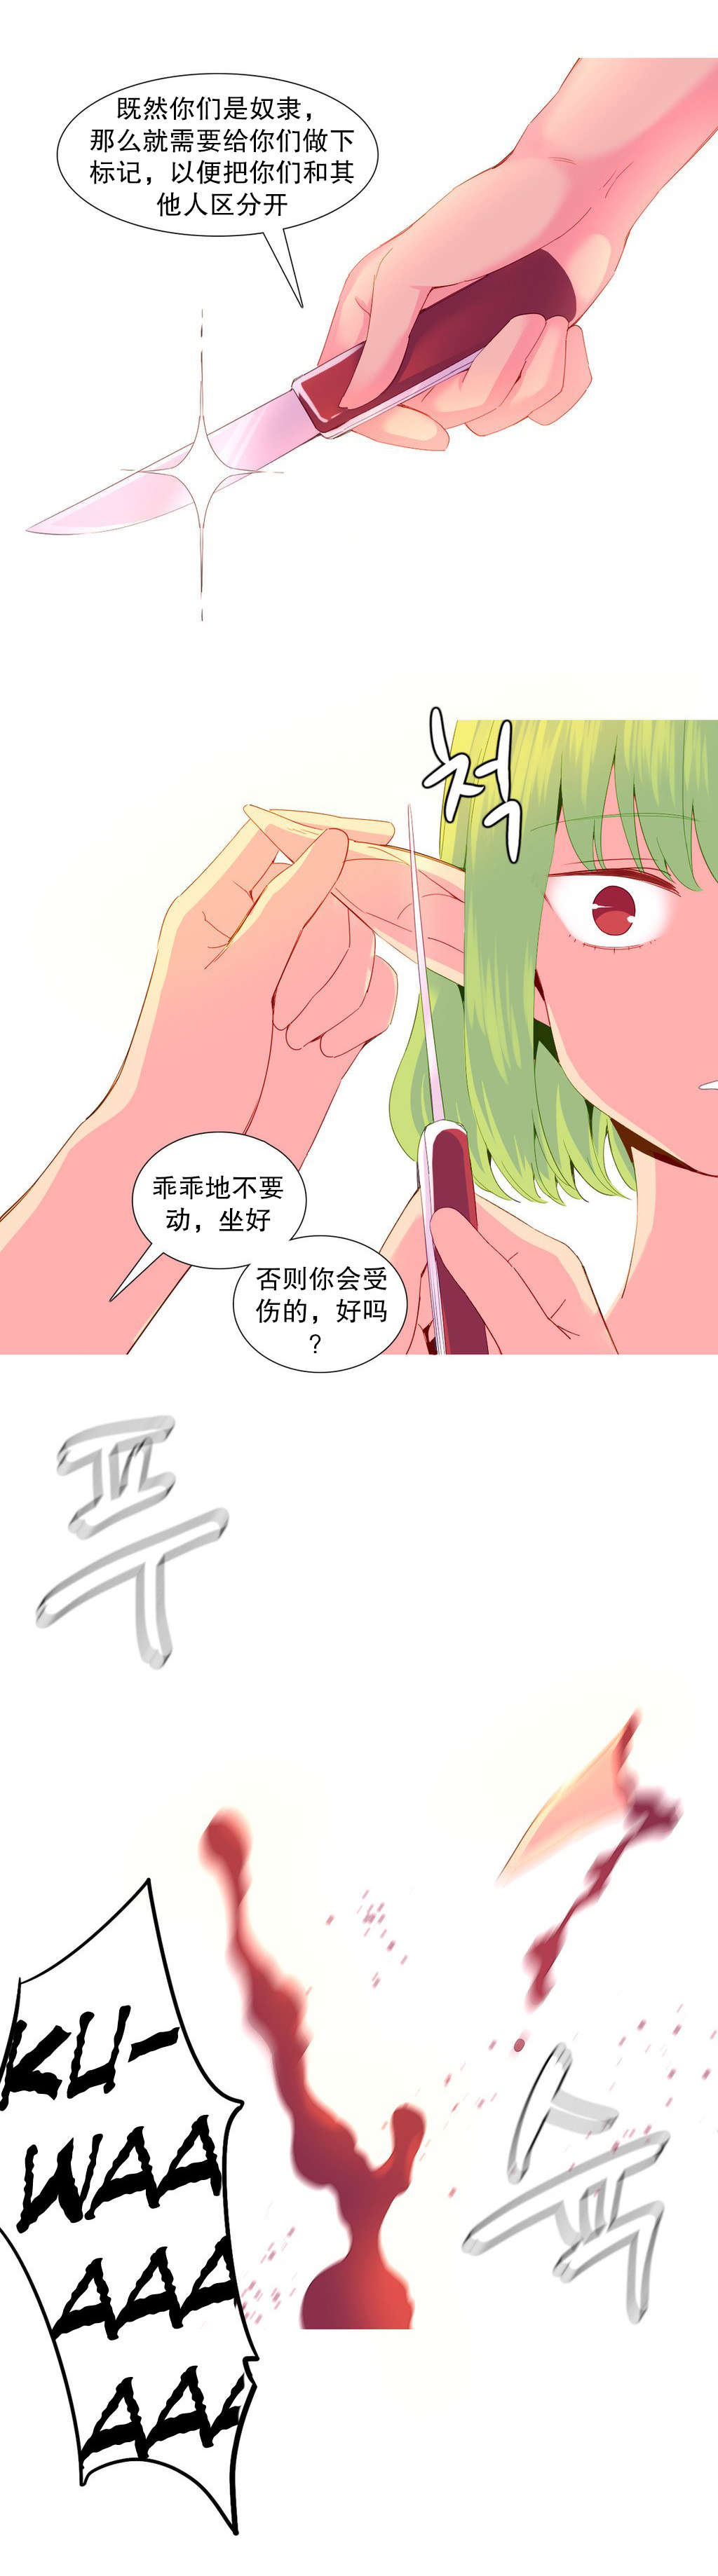 既然你们是奴隶，
那么就需要给你们做下
标记，以便把你们和其
他人区分开
척
乖乖地不要
动，坐好
否则你会受
伤的，好吗
？
푸
KU-
WAA
AAA
AAA
슥